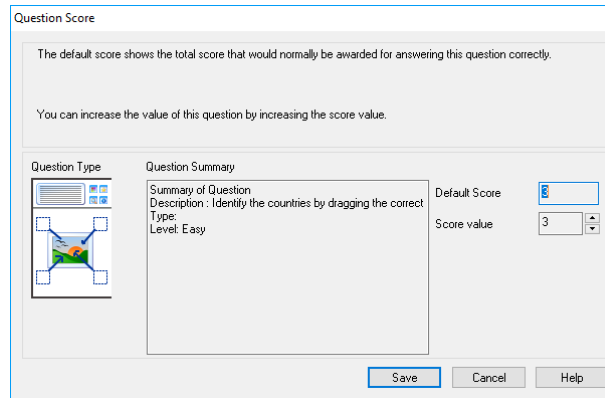 Question Score
The default score shows the total score that would normally be awarded for answering this question correctly.
You can increase the value of this question by increasing the score value.
Question Type
Question Summary
Summary of Question
Description : Identify the countries by dragging the correct
Type:
Level: Easy
Default Score 3
Score value 3
Save Cancel Help